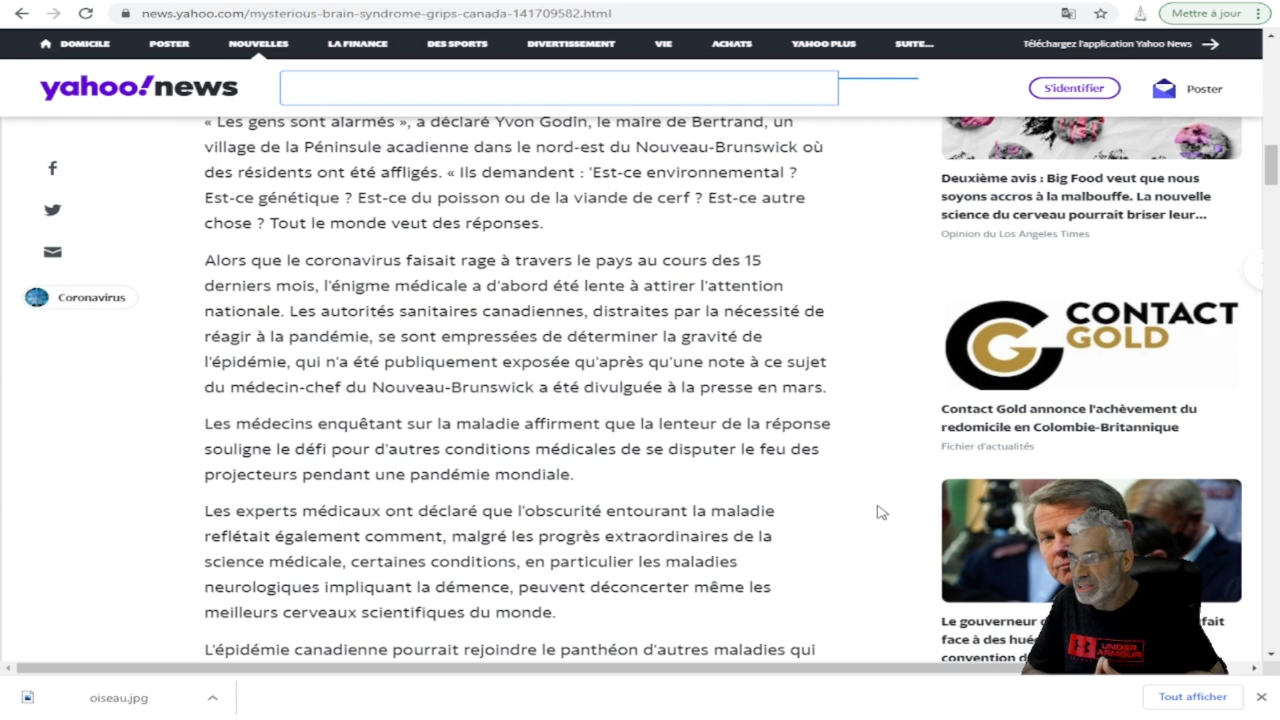 news.yahoo.com/mysterious-brain-syndrome-grips-canada-141709582.html
Mettre à jour
DOMICILE
POSTER
NOUVELLES
LA FINANCE
DES SPORTS
DIVERTISSEMENT
VIE
ACHATS
YAHOO PLUS
SUITE...
Téléchargez l'application Yahoo News
yahoo!news
S'identifier
Poster
Coronavirus
« Les gens sont alarmés », a déclaré Yvon Godin, le maire de Bertrand, un
village de la Péninsule acadienne dans le nord-est du Nouveau-Brunswick où
des résidents ont été affligés. « Ils demandent : 'Est-ce environnemental ?
Est-ce génétique ? Est-ce du poisson ou de la viande de cerf ? Est-ce autre
chose ? Tout le monde veut des réponses.
Alors que le coronavirus faisait rage à travers le pays au cours des 15
derniers mois, l'énigme médicale a d'abord été lente à attirer l'attention
nationale. Les autorités sanitaires canadiennes, distraites par la nécessité de
réagir à la pandémie, se sont empressées de déterminer la gravité de
l'épidémie, qui n'a été publiquement exposée qu'après qu'une note à ce sujet
du médecin-chef du Nouveau-Brunswick a été divulguée à la presse en mars.
Les médecins enquêtant sur la maladie affirment que la lenteur de la réponse
souligne le défi pour d'autres conditions médicales de se disputer le feu des
projecteurs pendant une pandémie mondiale.
Les experts médicaux ont déclaré que l'obscurité entourant la maladie
reflétait également comment, malgré les progrès extraordinaires de la
science médicale, certaines conditions, en particulier les maladies
neurologiques impliquant la démence, peuvent déconcerter même les
meilleurs cerveaux scientifiques du monde.
L'épidémie canadienne pourrait rejoindre le panthéon d'autres maladies qui
Deuxième avis : Big Food veut que nous
soyons accros à la malbouffe. La nouvelle
science du cerveau pourrait briser leur...
Opinion du Los Angeles Times
CONTACT
GOLD
Contact Gold annonce l'achèvement du
redomicile en Colombie-Britannique
Fichier d'actualités
Le gouverneur fait
face à des hué
convention d
UNDER
ARMOUR
oiseau.jpg
Tout afficher